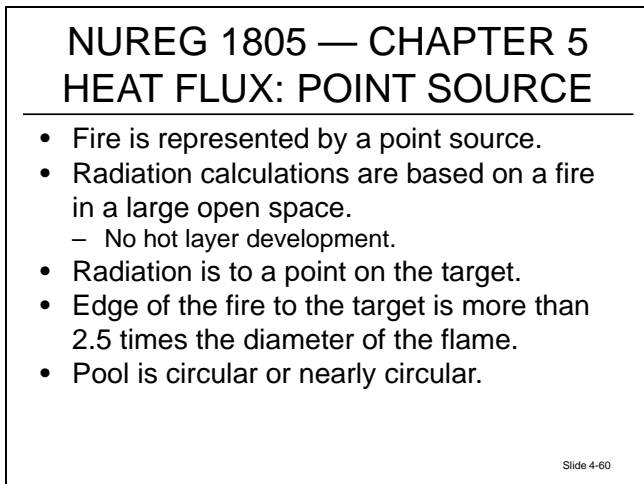 NUREG 1805 — CHAPTER 5
HEAT FLUX: POINT SOURCE
• Fire is represented by a point source.
• Radiation calculations are based on a fire
in a large open space.
– No hot layer development.
• Radiation is to a point on the target.
• Edge of the fire to the target is more than
2.5 times the diameter of the flame.
• Pool is circular or nearly circular.
Slide 4-60